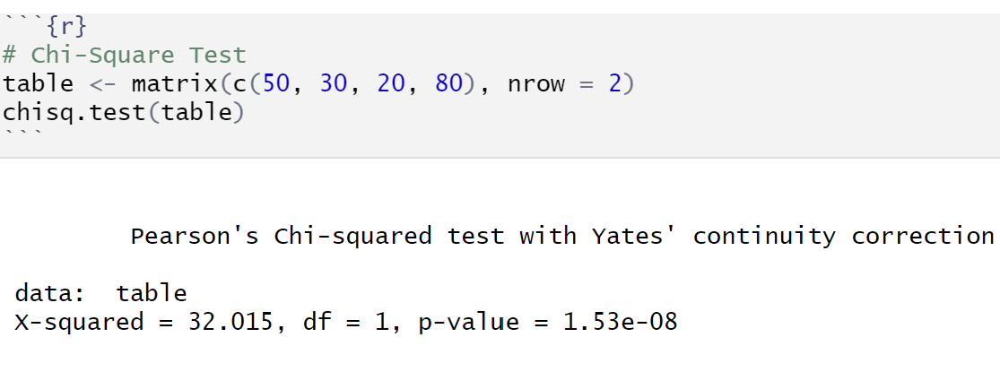 ```{r}
# Chi-Square Test
table <- matrix(c(50, 30, 20, 80), nrow = 2)
chisq.test(table)
```
Pearson's Chi-squared test with Yates' continuity correction
data:  table
X-squared = 32.015, df = 1, p-value = 1.53e-08